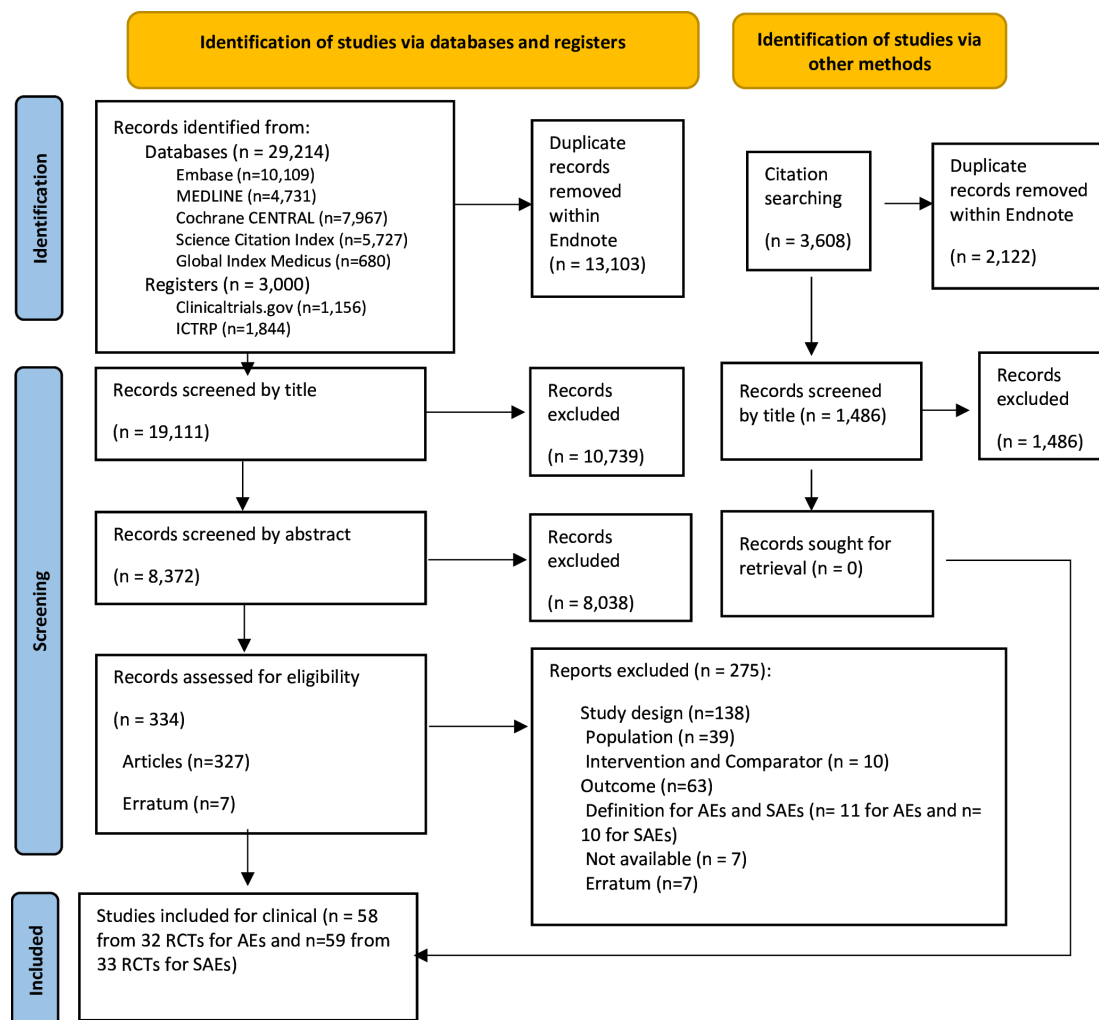 Identification of studies via databases and registers
Identification of studies via
other methods
Identification
Records identified from:
Databases (n = 29,214)
Embase (n=10,109)
MEDLINE (n=4,731)
Cochrane CENTRAL (n=7,967)
Science Citation Index (n=5,727)
Global Index Medicus (n=680)
Registers (n = 3,000)
Clinicaltrials.gov (n=1,156)
ICTRP (n=1,844)
Duplicate
records
removed
within
Endnote
(n = 13,103)
Citation
searching
(n = 3,608)
Duplicate
records removed
within Endnote
(n = 2,122)
Screening
Records screened by title
(n = 19,111)
Records
excluded
(n = 10,739)
Records screened
by title (n = 1,486)
Records
excluded
(n = 1,486)
Records screened by abstract
(n = 8,372)
Records
excluded
(n = 8,038)
Records sought for
retrieval (n = 0)
Records assessed for eligibility
(n = 334)
Articles (n=327)
Erratum (n=7)
Reports excluded (n = 275):
Study design (n=138)
Population (n =39)
Intervention and Comparator (n = 10)
Outcome (n=63)
Definition for AEs and SAEs (n= 11 for AEs and n=
10 for SAEs)
Not available (n = 7)
Erratum (n=7)
Included
Studies included for clinical (n = 58
from 32 RCTs for AEs and n=59 from
33 RCTs for SAEs)